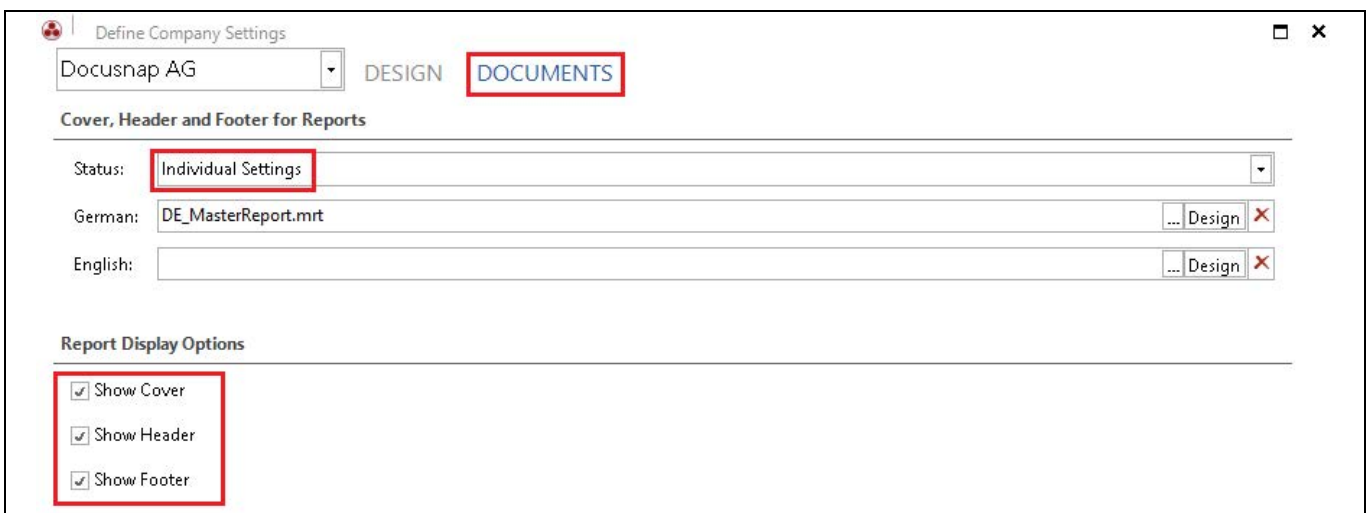 Define Company Settings
Docusnap AG DESIGN DOCUMENTS
Cover, Header and Footer for Reports
Status: Individual Settings
German: DE_MasterReport.mrt ... Design
English: ... Design
Report Display Options
Show Cover
Show Header
Show Footer